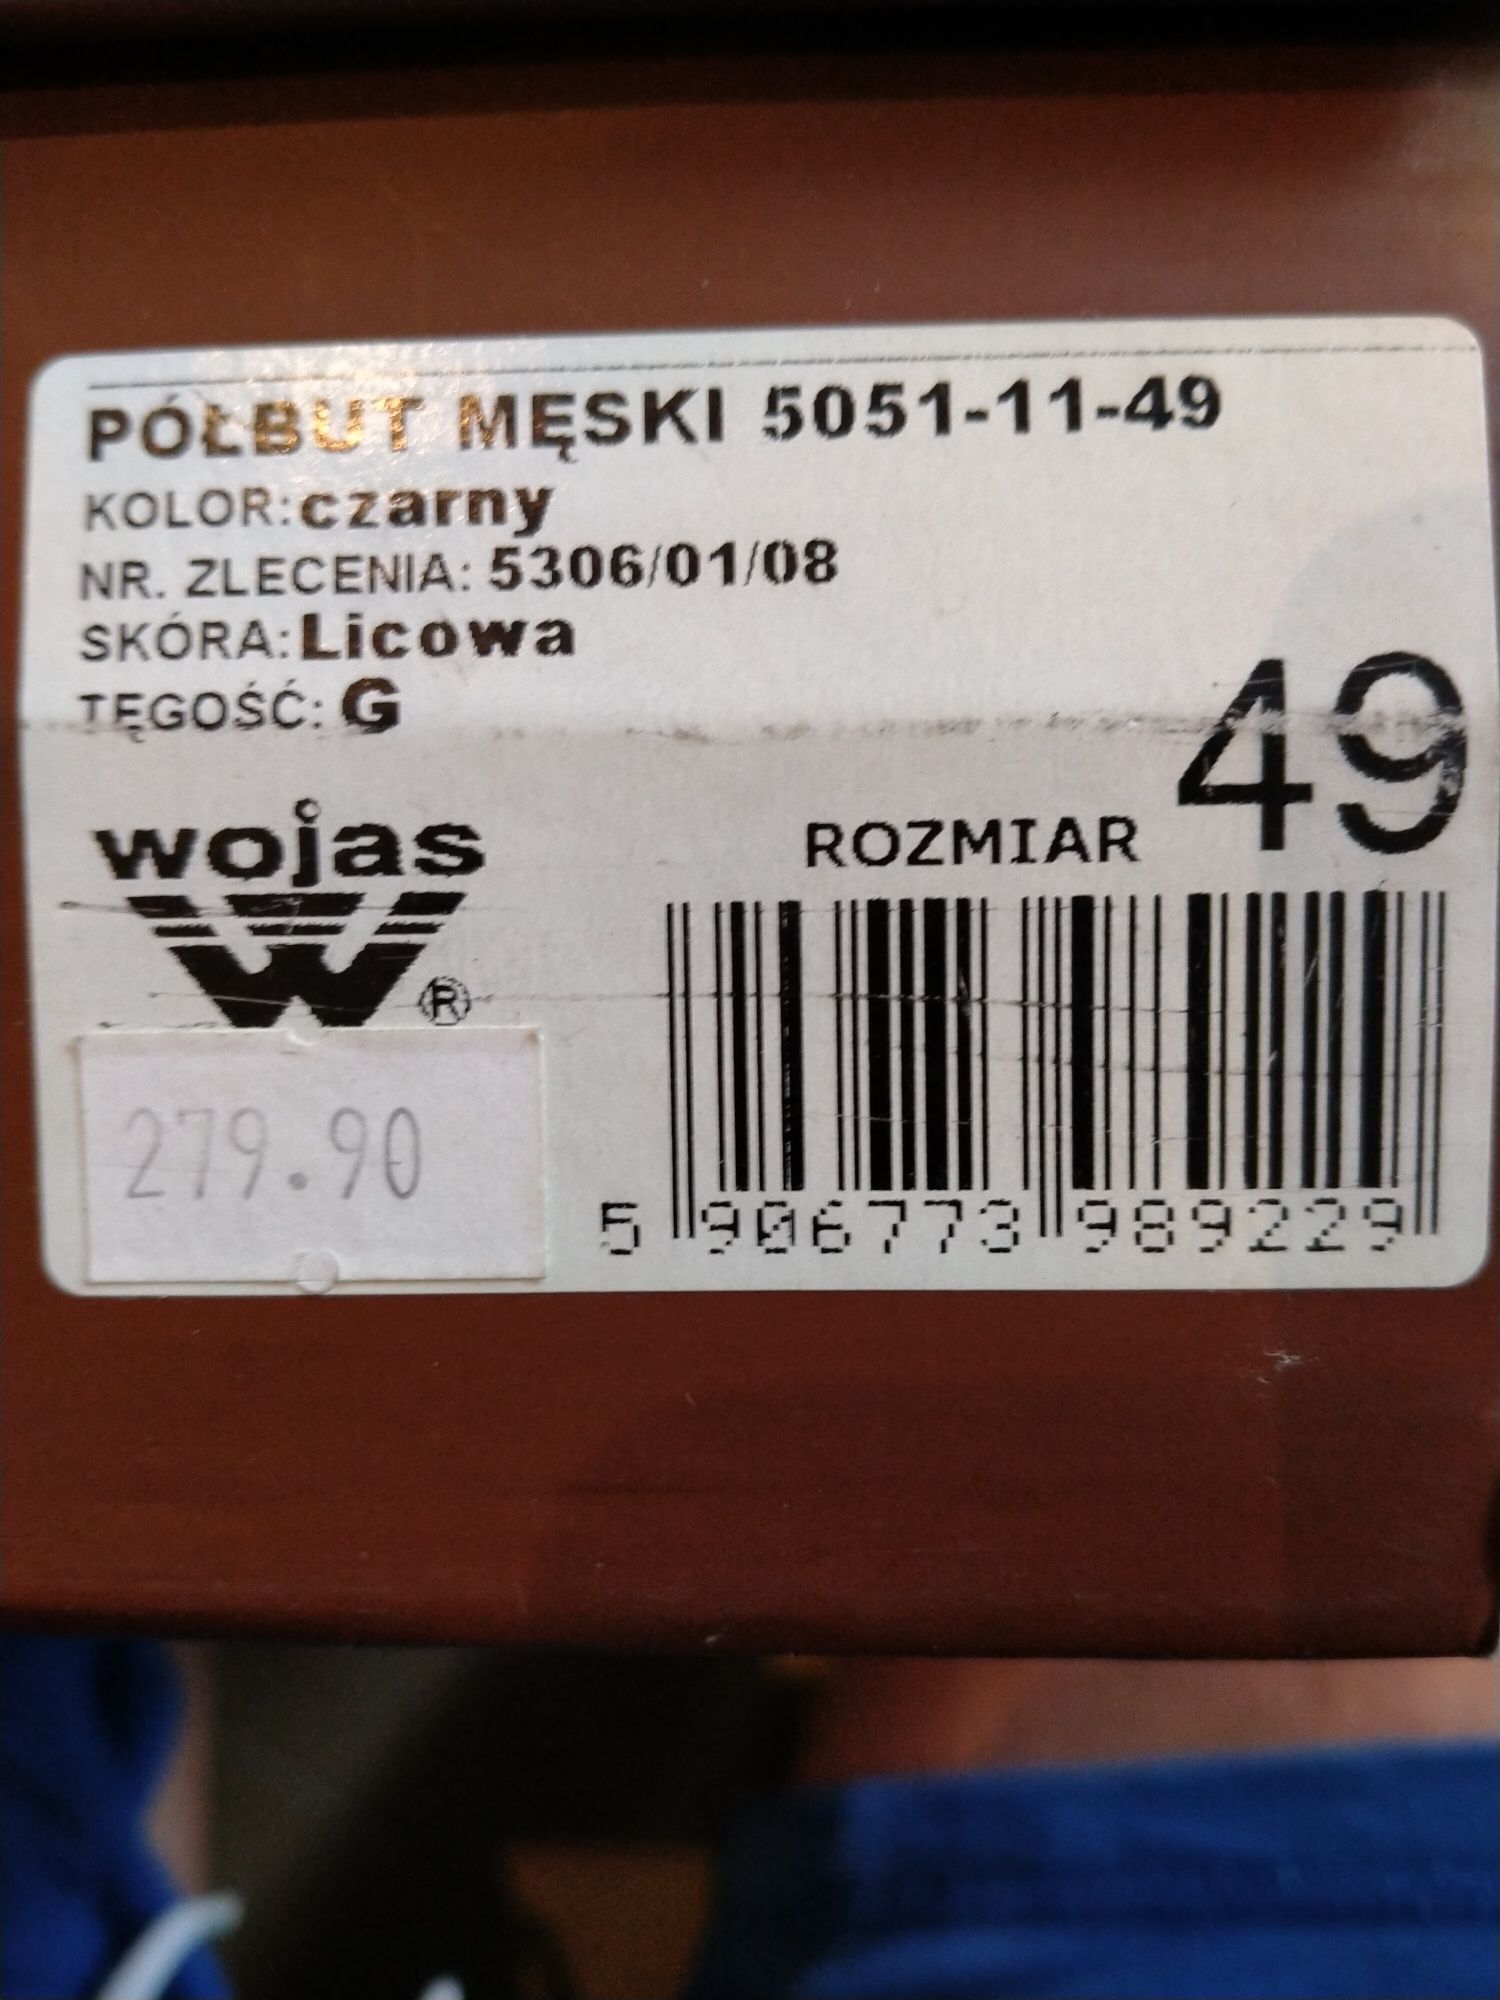 PÓŁBUT MĘSKI 5051-11-49
KOLOR: czarny
NR. ZLECENIA: 5306/01/08
SKÓRA: Licowa
TĘGOŚĆ: G
wojas
W
®
ROZMIAR 49
279.90
5 906773 989229